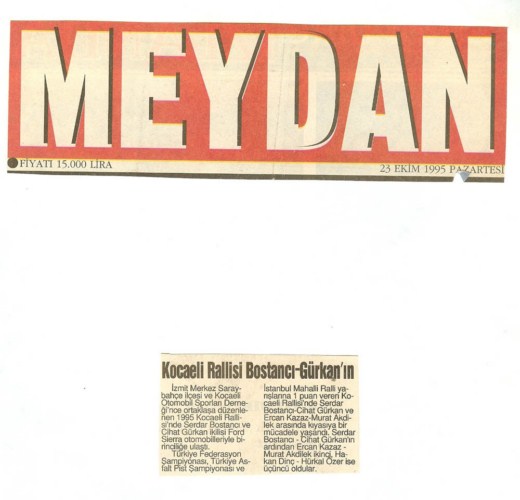 MEYDAN
FİYATI 15.000 LİRA
23 EKİM 1995 PAZARTESİ
Kocaeli Rallisi Bostancı-Gürkan'ın
İzmit Merkez Saray-
bahçe ilçesi ve Kocaeli
Otomobil Sporları Derne-
ği'nce ortaklaşa düzenle-
nen 1995 Kocaeli Ralli-
si'nde Serdar Bostancı ve
Cihat Gürkan ikilisi Ford
Sierra otomobilleriyle bi-
rinciliğe ulaştı.
Türkiye Federasyon
Şampiyonası, Türkiye As-
falt Pist Şampiyonası ve
İstanbul Mahalli Ralli ya-
rışlarına 1 puan veren Ko-
caeli Rallisi'nde Serdar
Bostancı-Cihat Gürkan ve
Ercan Kazaz-Murat Akdi-
lek arasında kıyasıya bir
mücadele yaşandı. Serdar
Bostancı - Cihat Gürkan'ın
ardından Ercan Kazaz -
Murat Akdilek ikinci, Ha-
kan Dinç - Hürkal Özer ise
üçüncü oldular.